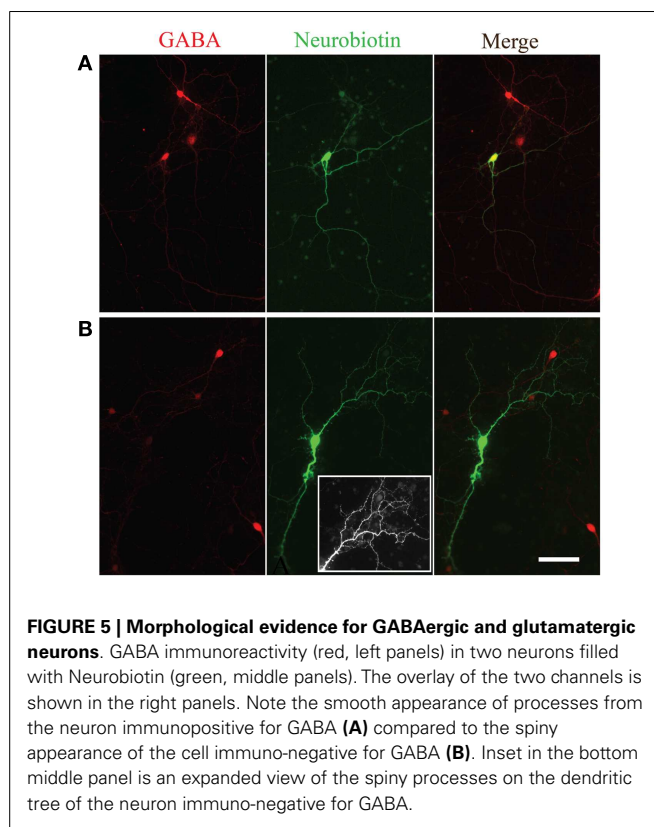 GABA Neurobiotin Merge
A
B
FIGURE 5 | Morphological evidence for GABAergic and glutamatergic
neurons. GABA immunoreactivity (red, left panels) in two neurons filled
with Neurobiotin (green, middle panels). The overlay of the two channels is
shown in the right panels. Note the smooth appearance of processes from
the neuron immunopositive for GABA (A) compared to the spiny
appearance of the cell immuno-negative for GABA (B). Inset in the bottom
middle panel is an expanded view of the spiny processes on the dendritic
tree of the neuron immuno-negative for GABA.